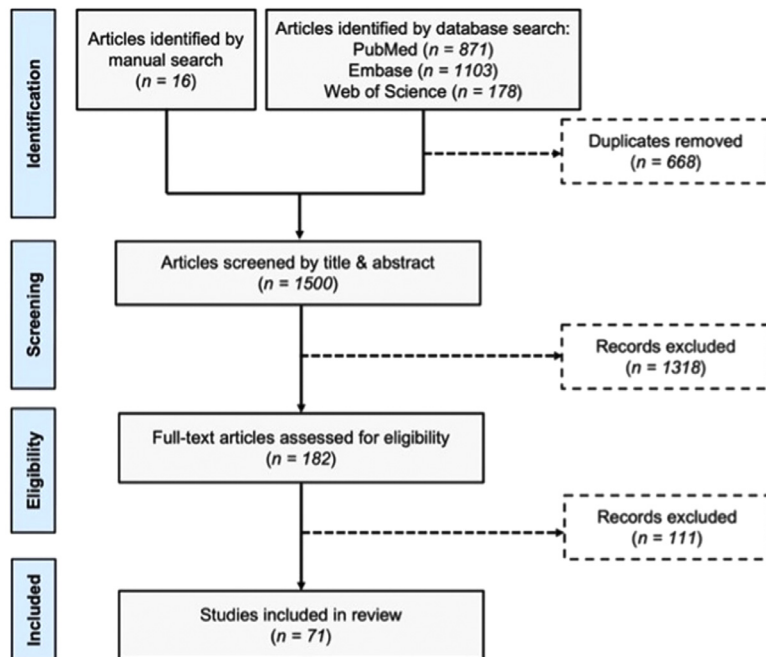 Identification
Articles identified by
manual search
(n = 16)
Articles identified by database search:
PubMed (n = 871)
Embase (n = 1103)
Web of Science (n = 178)
Duplicates removed
(n = 668)
Screening
Articles screened by title & abstract
(n = 1500)
Records excluded
(n = 1318)
Eligibility
Full-text articles assessed for eligibility
(n = 182)
Records excluded
(n = 111)
Included
Studies included in review
(n = 71)